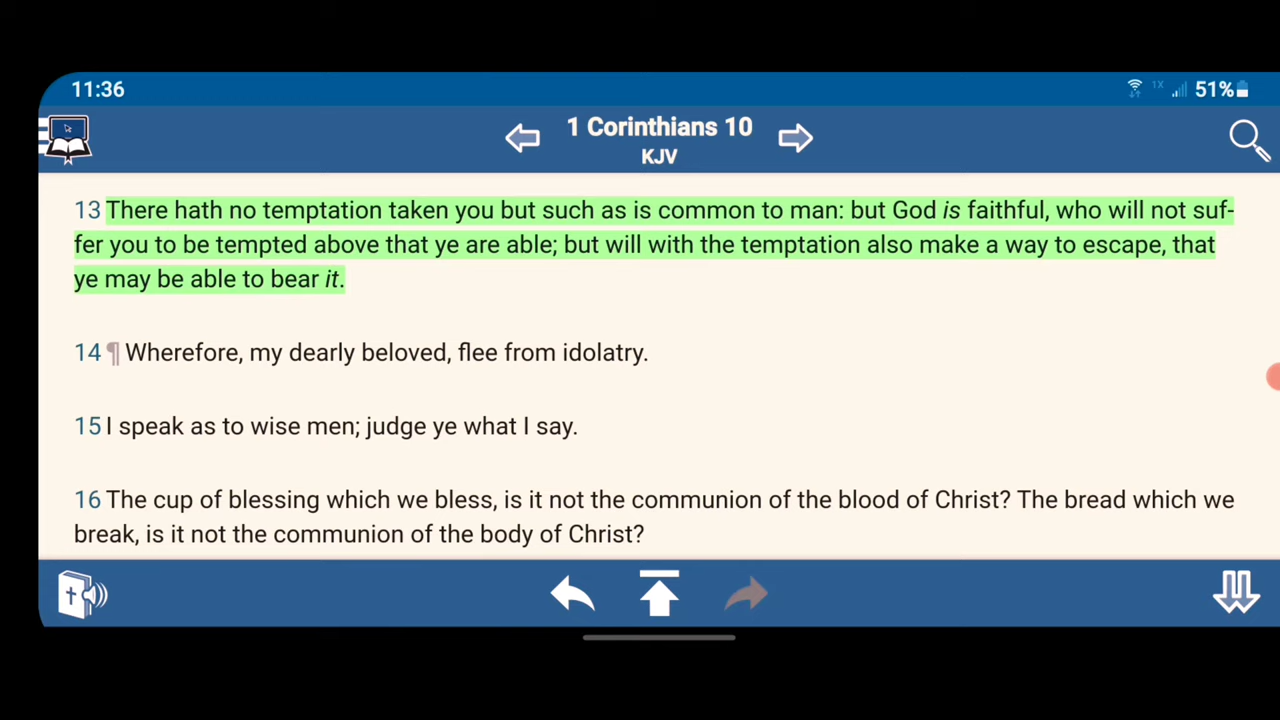 11:36
1X
51%
1 Corinthians 10
KJV
13 There hath no temptation taken you but such as is common to man: but God is faithful, who will not suf-
fer you to be tempted above that ye are able; but will with the temptation also make a way to escape, that
ye may be able to bear it.
14 ¶ Wherefore, my dearly beloved, flee from idolatry.
15 I speak as to wise men; judge ye what I say.
16 The cup of blessing which we bless, is it not the communion of the blood of Christ? The bread which we
break, is it not the communion of the body of Christ?